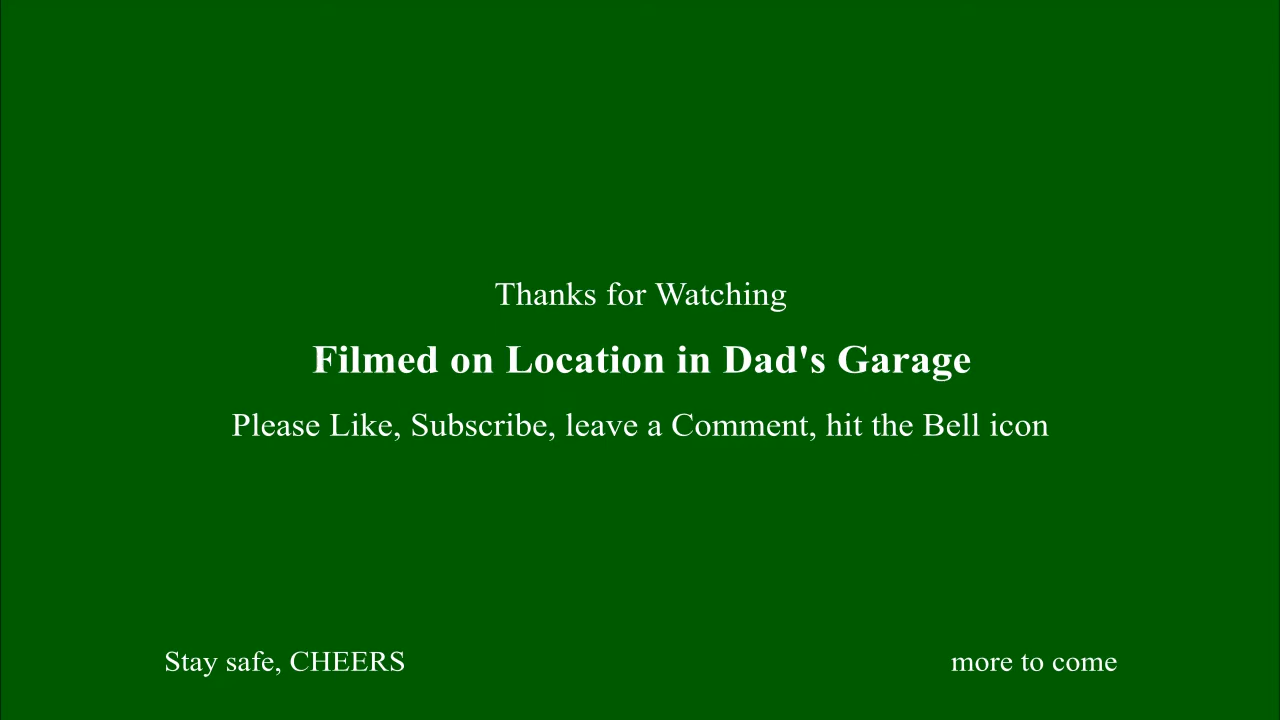 Thanks for Watching
Filmed on Location in Dad's Garage
Please Like, Subscribe, leave a Comment, hit the Bell icon
Stay safe, CHEERS
more to come